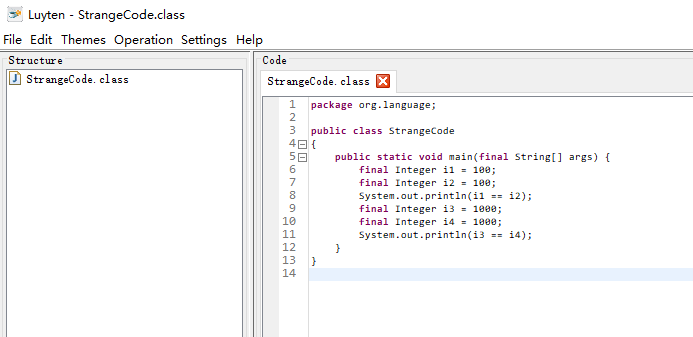 Luyten - StrangeCode.class
File Edit Themes Operation Settings Help
Structure
StrangeCode.class
Code
StrangeCode.class
1 package org.language;
2
3 public class StrangeCode
4 {
5 public static void main(final String[] args) {
6 final Integer i1 = 100;
7 final Integer i2 = 100;
8 System.out.println(i1 == i2);
9 final Integer i3 = 1000;
10 final Integer i4 = 1000;
11 System.out.println(i3 == i4);
12 }
13 }
14